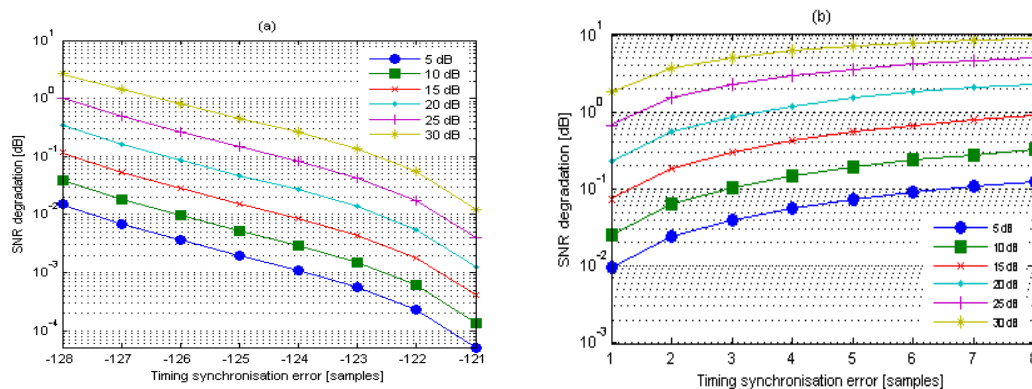 (a)
SNR degradation [dB]
10^1
10^0
10^-1
10^-2
10^-3
10^-4
5 dB
10 dB
15 dB
20 dB
25 dB
30 dB
-128 -127 -126 -125 -124 -123 -122 -121
Timing synchronisation error [samples]
(b)
SNR degradation [dB]
10^1
10^0
10^-1
10^-2
10^-3
5 dB
10 dB
15 dB
20 dB
25 dB
30 dB
1 2 3 4 5 6 7 8
Timing synchronisation error [samples]